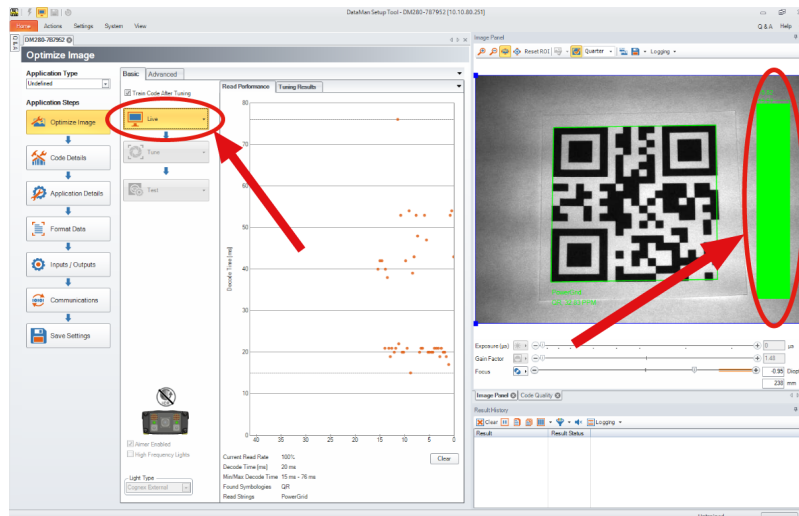 DataMan Setup Tool - DM280-787952 [10.10.80.251]
Home Actions Settings System View
Q & A Help
DM280-787952
Optimize Image
Application Type
Undefined
Application Steps
Optimize Image
Code Details
Application Details
Format Data
Inputs / Outputs
Communications
Save Settings
Basic Advanced
Train Code After Tuning
Live
Tune
Test
Aimer Enabled
High Frequency Lights
Light Type
Cognex External
Read Performance Tuning Results
Decode Time [ms]
80
70
50
40
30
20
10
0
40 35 30 25 20 15 10 5 0
Current Read Rate 100%
Decode Time [ms] 20 ms
Min/Max Decode Time 15 ms - 76 ms
Found Symbologies QR
Read Strings PowerGrid
Clear
Image Panel
Reset ROI Quarter Logging
Exposure (µs) 0 µs
Gain Factor 1.48
Focus -0.95 Diopt
238 mm
Image Panel Code Quality
Result History
Clear Logging
Result Result Status